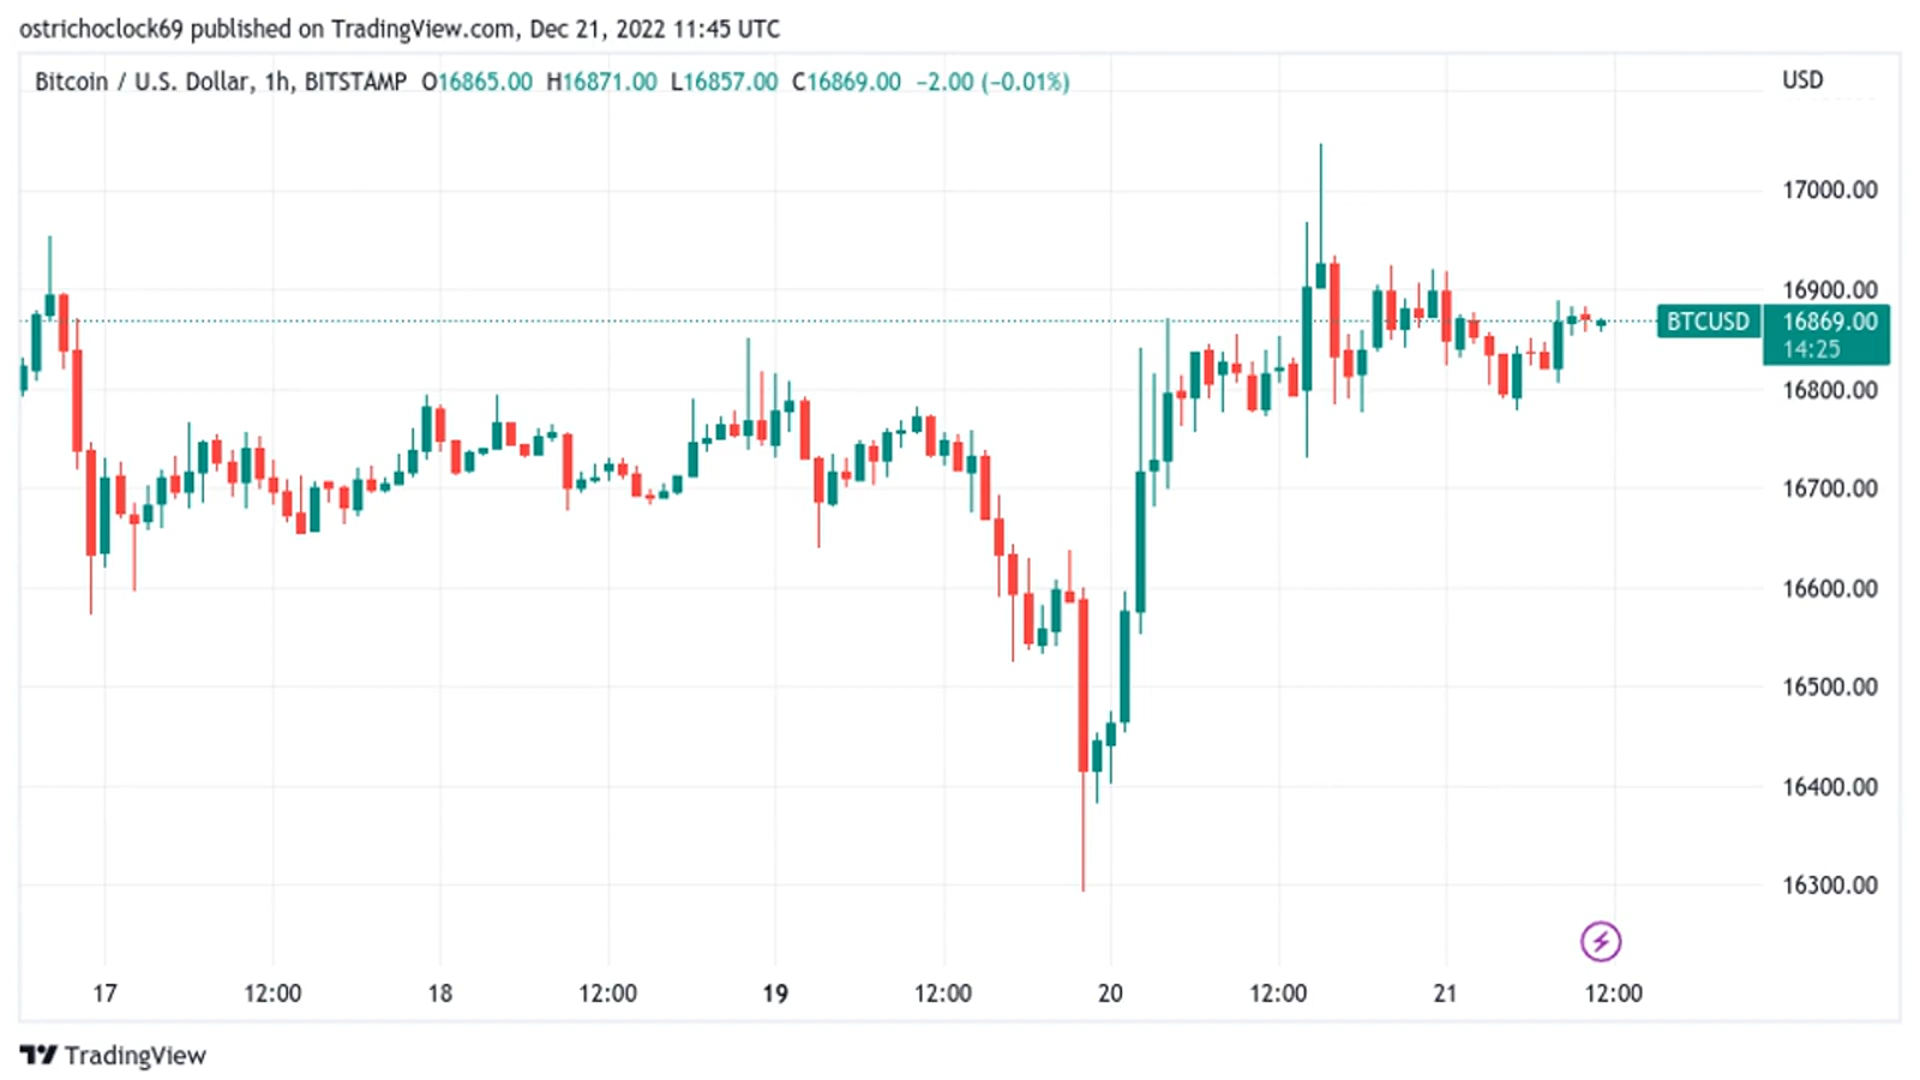 ostrichoclock69 published on TradingView.com, Dec 21, 2022 11:45 UTC
Bitcoin / U.S. Dollar, 1h, BITSTAMP O16865.00 H16871.00 L16857.00 C16869.00 −2.00 (−0.01%)
USD
17000.00
16900.00
BTCUSD 16869.00
14:25
16800.00
16700.00
16600.00
16500.00
16400.00
16300.00
17 12:00 18 12:00 19 12:00 20 12:00 21 12:00
TradingView